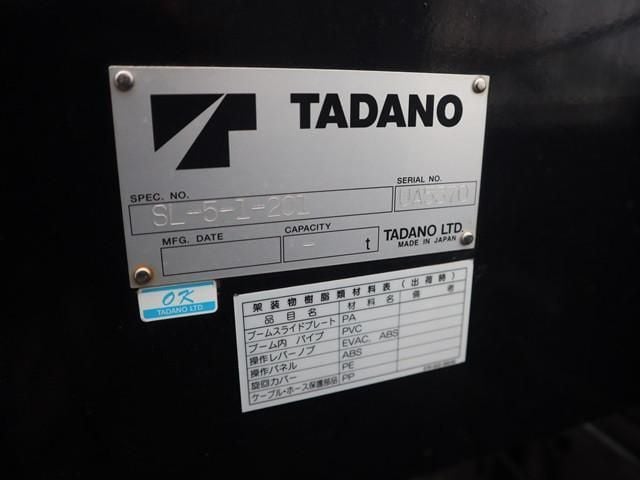 TADANO
SPEC. NO.
SL-5-1-201
SERIAL NO.
UA5370
MFG. DATE
CAPACITY
- t
TADANO LTD.
MADE IN JAPAN
OK
TADANO LTD.
架装物樹脂類材料表(出荷時)
品目名 材料名 備考
ブームスライドプレート PA
ブーム内 パイプ PVC
操作レバーノブ EVAC, ABS
操作パネル ABS
旋回カバー PE
ケーブル・ホース保護部品 PP